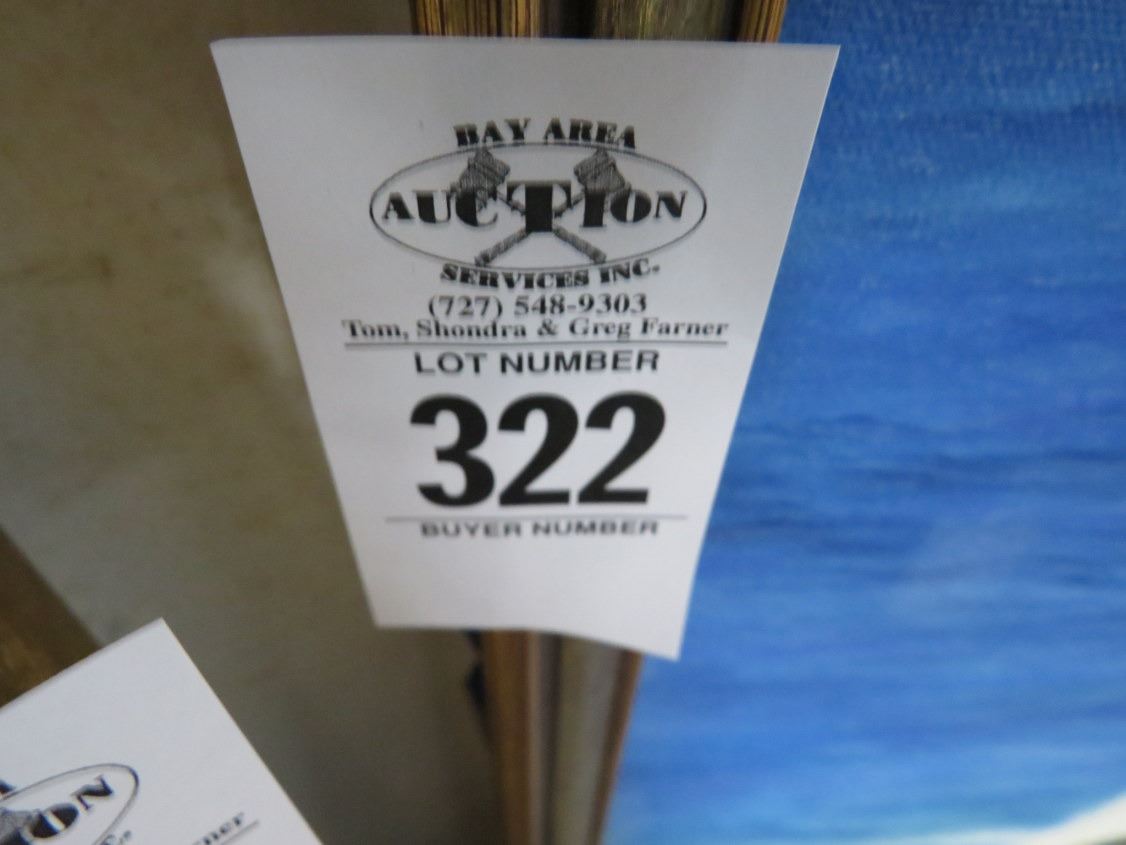 BAY AREA
AUCTION
SERVICES INC.
(727) 548-9303
Tom, Shondra & Greg Farner
LOT NUMBER
322
BUYER NUMBER